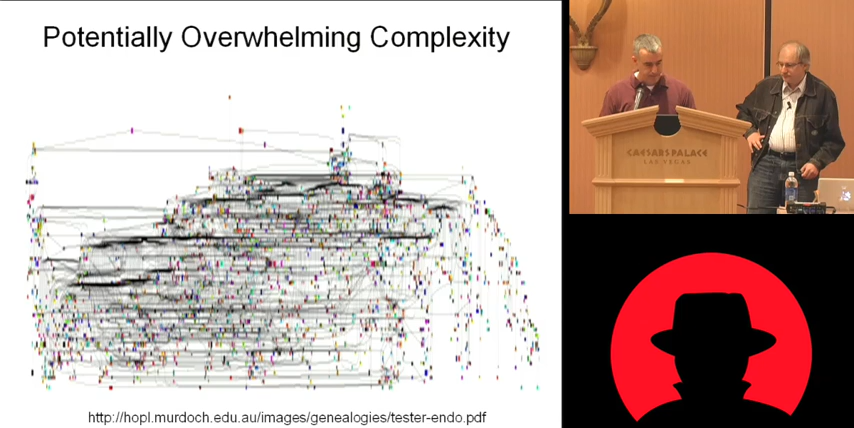 Potentially Overwhelming Complexity
CAESARS PALACE
LAS VEGAS
http://hopl.murdoch.edu.au/images/genealogies/tester-endo.pdf